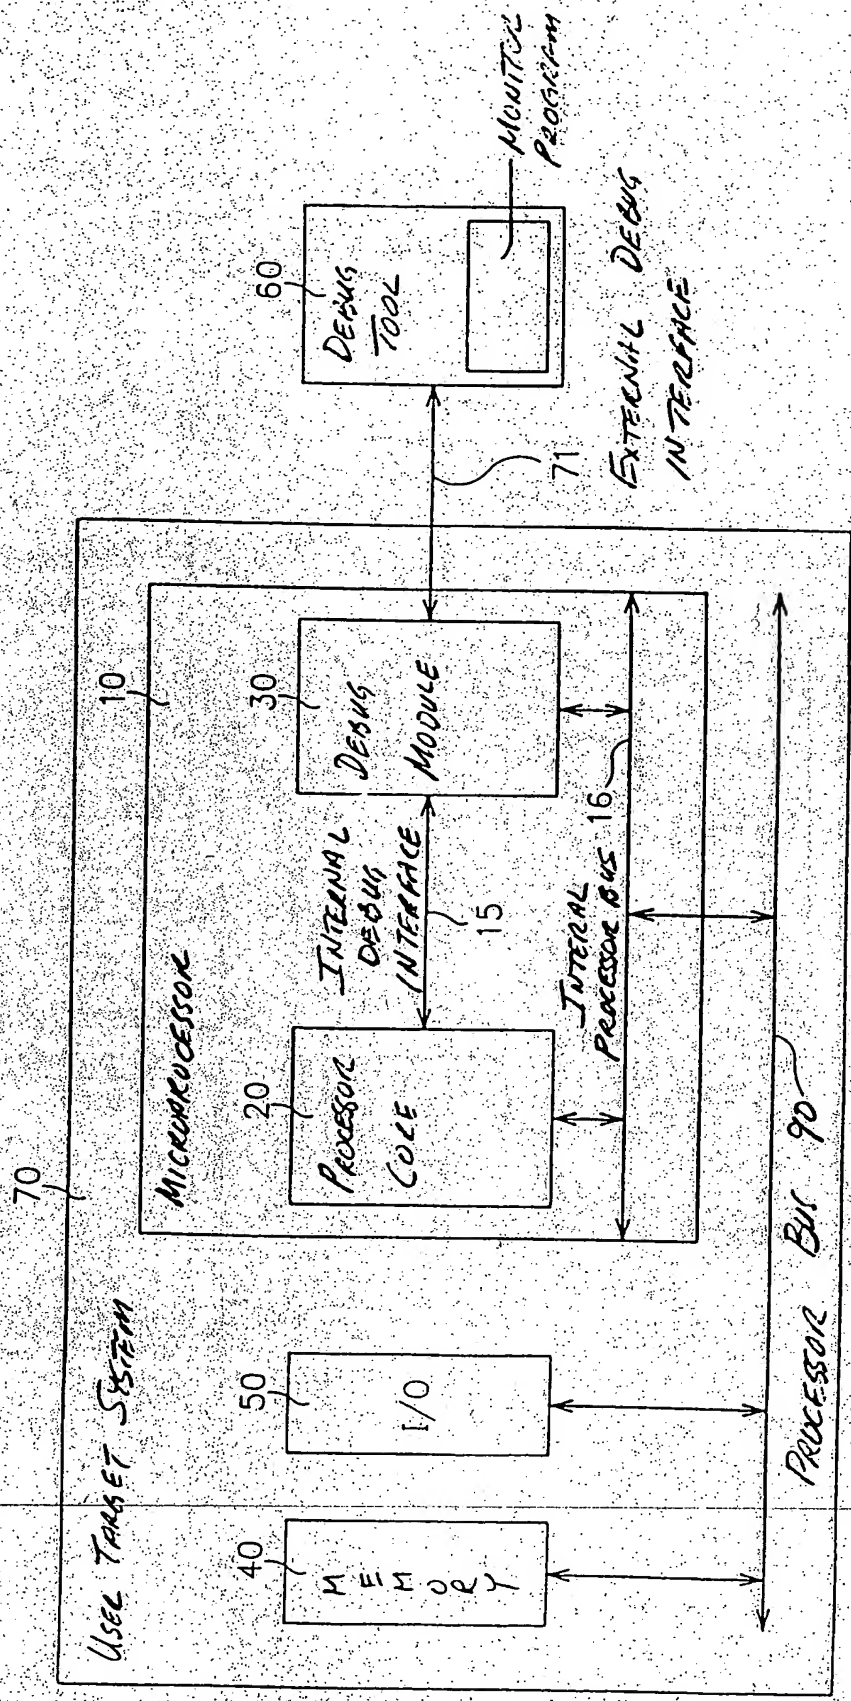 70
USER TARGET SYSTEM
40
MEMORY
50
I/O
10
MICROPROCESSOR
20
PROCESSOR
CORE
INTERNAL
DEBUG
INTERFACE
15
30
DEBUG
MODULE
INTERAL
PROCESSOR BUS 16
PROCESSOR BUS 90
60
DEBUG
TOOL
MONITOR
PROGRAM
71
EXTERNAL DEBUG
INTERFACE